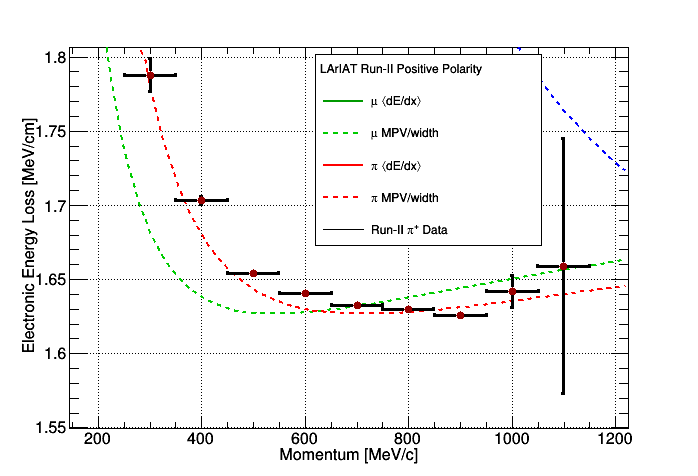 1.8
1.75
1.7
1.65
1.6
1.55
Electronic Energy Loss [MeV/cm]
LArIAT Run-II Positive Polarity
μ ⟨dE/dx⟩
μ MPV/width
π ⟨dE/dx⟩
π MPV/width
Run-II π⁺ Data
200 400 600 800 1000 1200
Momentum [MeV/c]